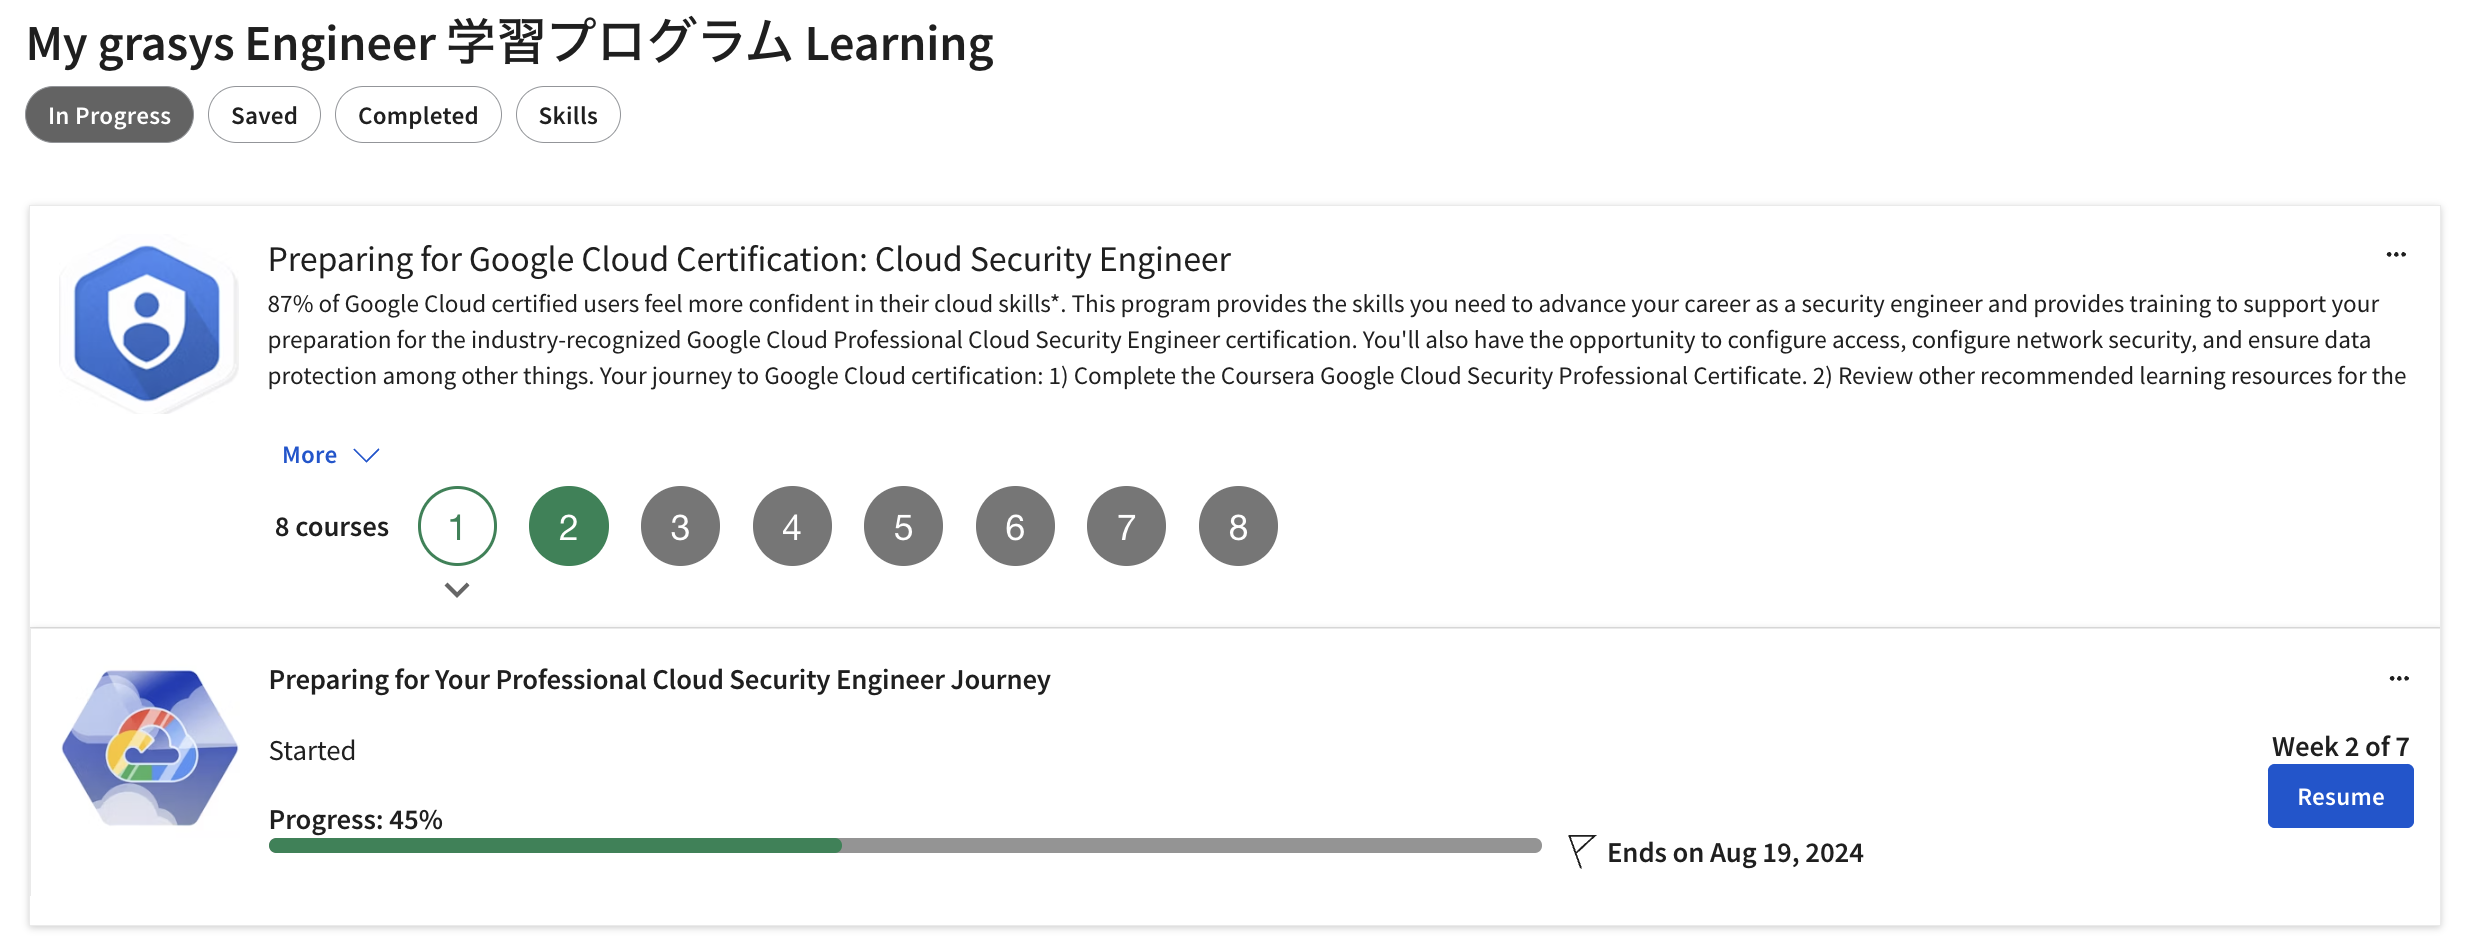 My grasys Engineer 学習プログラム Learning
In Progress
Saved
Completed
Skills
Preparing for Google Cloud Certification: Cloud Security Engineer
...
87% of Google Cloud certified users feel more confident in their cloud skills*. This program provides the skills you need to advance your career as a security engineer and provides training to support your
preparation for the industry-recognized Google Cloud Professional Cloud Security Engineer certification. You'll also have the opportunity to configure access, configure network security, and ensure data
protection among other things. Your journey to Google Cloud certification: 1) Complete the Coursera Google Cloud Security Professional Certificate. 2) Review other recommended learning resources for the
More
8 courses 1 2 3 4 5 6 7 8
Preparing for Your Professional Cloud Security Engineer Journey
...
Started
Week 2 of 7
Resume
Progress: 45%
Ends on Aug 19, 2024